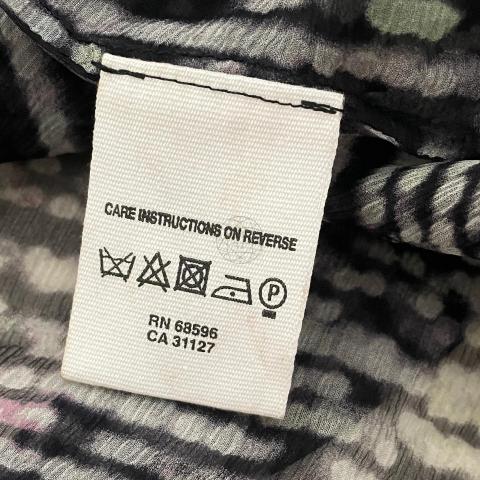 CARE INSTRUCTIONS ON REVERSE
P
RN 68596
CA 31127